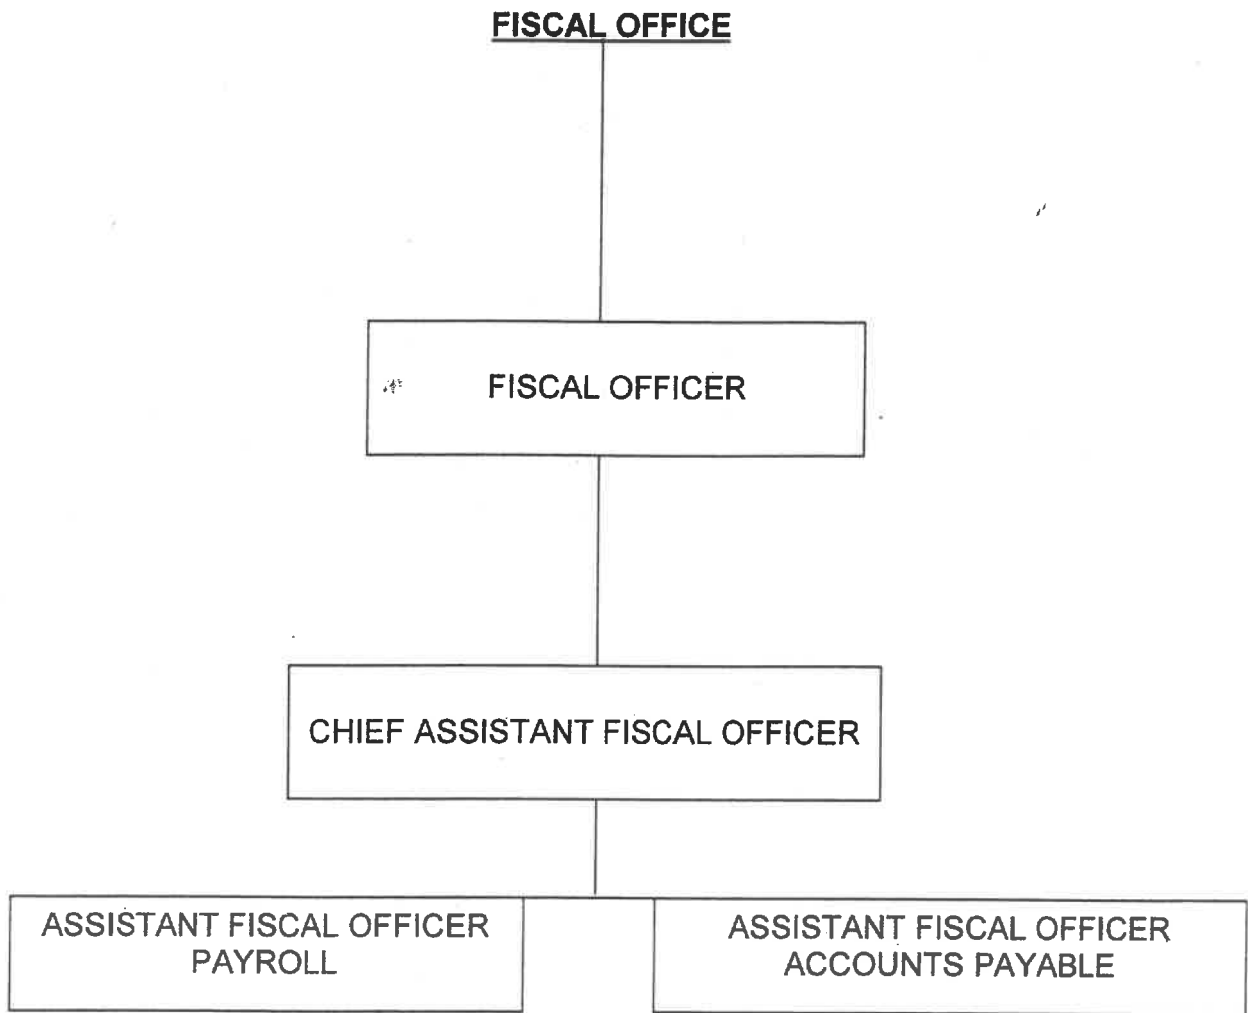 FISCAL OFFICE
FISCAL OFFICER
CHIEF ASSISTANT FISCAL OFFICER
ASSISTANT FISCAL OFFICER
PAYROLL
ASSISTANT FISCAL OFFICER
ACCOUNTS PAYABLE